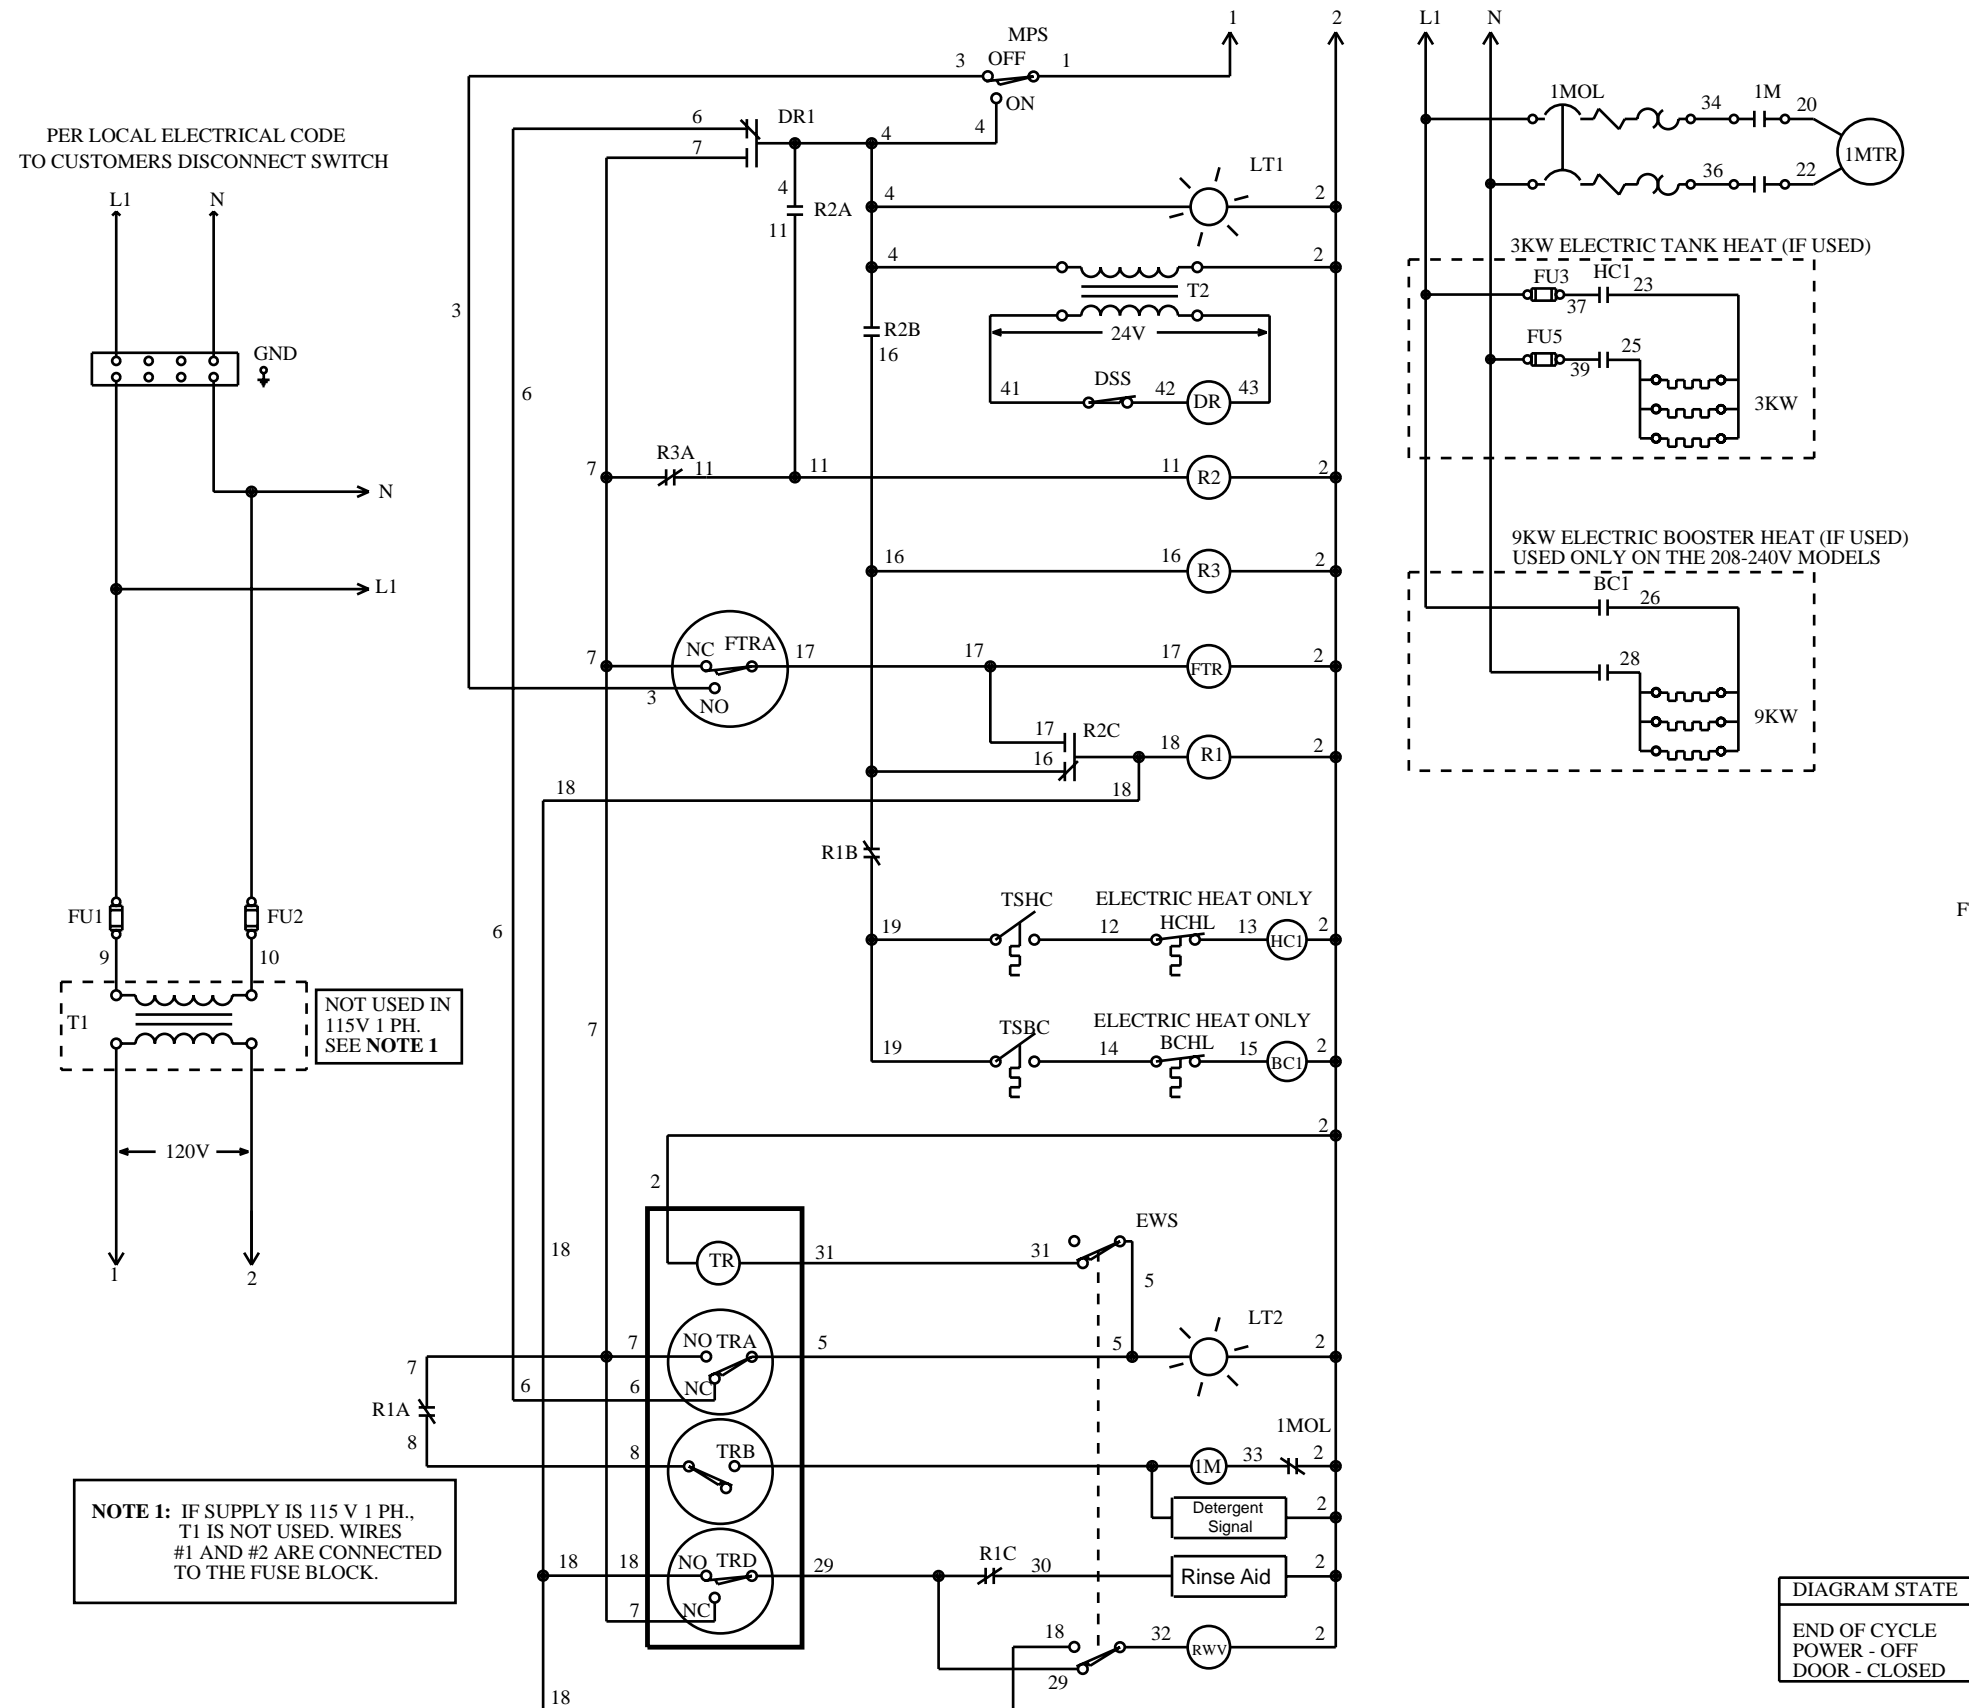 PER LOCAL ELECTRICAL CODE
TO CUSTOMERS DISCONNECT SWITCH
L1 N
GND
N
L1
FU1 FU2
9 10
T1
NOT USED IN
115V 1 PH.
SEE NOTE 1
120V
1 2
NOTE 1: IF SUPPLY IS 115 V 1 PH.,
T1 IS NOT USED. WIRES
#1 AND #2 ARE CONNECTED
TO THE FUSE BLOCK.
1 2
MPS
3 OFF 1
ON
6 DR1 4 4
7
3
6
4 R2A
11
4 LT1 2
4 2
T2
R2B
16
24V
DSS
41 42 DR 43
R3A
7 11 11 11 R2 2
16 16 R3 2
7 NC FTRA 17 17 17 FTR 2
3 NO
17 R2C
16 18 R1 2
18 18
R1B
TSHC ELECTRIC HEAT ONLY
HCHL
19 12 13 HC1 2
6
7
TSBC ELECTRIC HEAT ONLY
BCHL
19 14 15 BC1 2
2
2
EWS
18 TR 31 31
5
LT2
7 7 NO TRA 5 5 2
6 6 NC
R1A
8 8 TRB
1MOL
1M 33 2
Detergent
Signal
2
R1C
18 18 NO TRD 29 30 Rinse Aid 2
7 NC
18 32 RWV 2
29
18
L1 N
1MOL 34 1M 20
1MTR
36 22
3KW ELECTRIC TANK HEAT (IF USED)
FU3 HC1 23
37
FU5 25
39
3KW
9KW ELECTRIC BOOSTER HEAT (IF USED)
USED ONLY ON THE 208-240V MODELS
BC1
26
28
9KW
F
DIAGRAM STATE
END OF CYCLE
POWER - OFF
DOOR - CLOSED